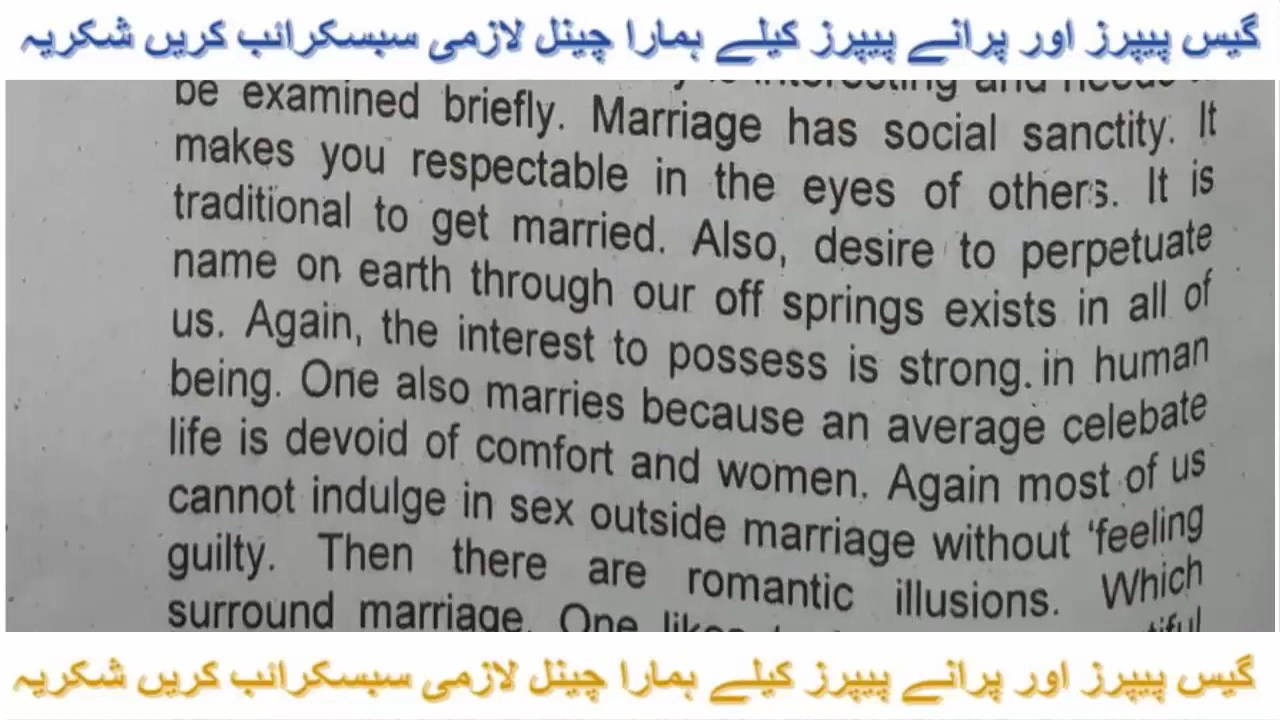 گیس پیپرز اور پرانے پیپرز کیلے ہمارا چینل لازمی سبسکرائب کریں شکریہ
interesting and
be examined briefly. Marriage has social sanctity. It
makes you respectable in the eyes of others. It is
traditional to get married. Also, desire to perpetuate
name on earth through our off springs exists in all of
us. Again, the interest to possess is strong. in human
being. One also marries because an average celebate
life is devoid of comfort and women. Again most of us
cannot indulge in sex outside marriage without ‘feeling
guilty. Then there are romantic illusions. Which
surround marriage. One
گیس پیپرز اور پرانے پیپرز کیلے ہمارا چینل لازمی سبسکرائب کریں شکریہ